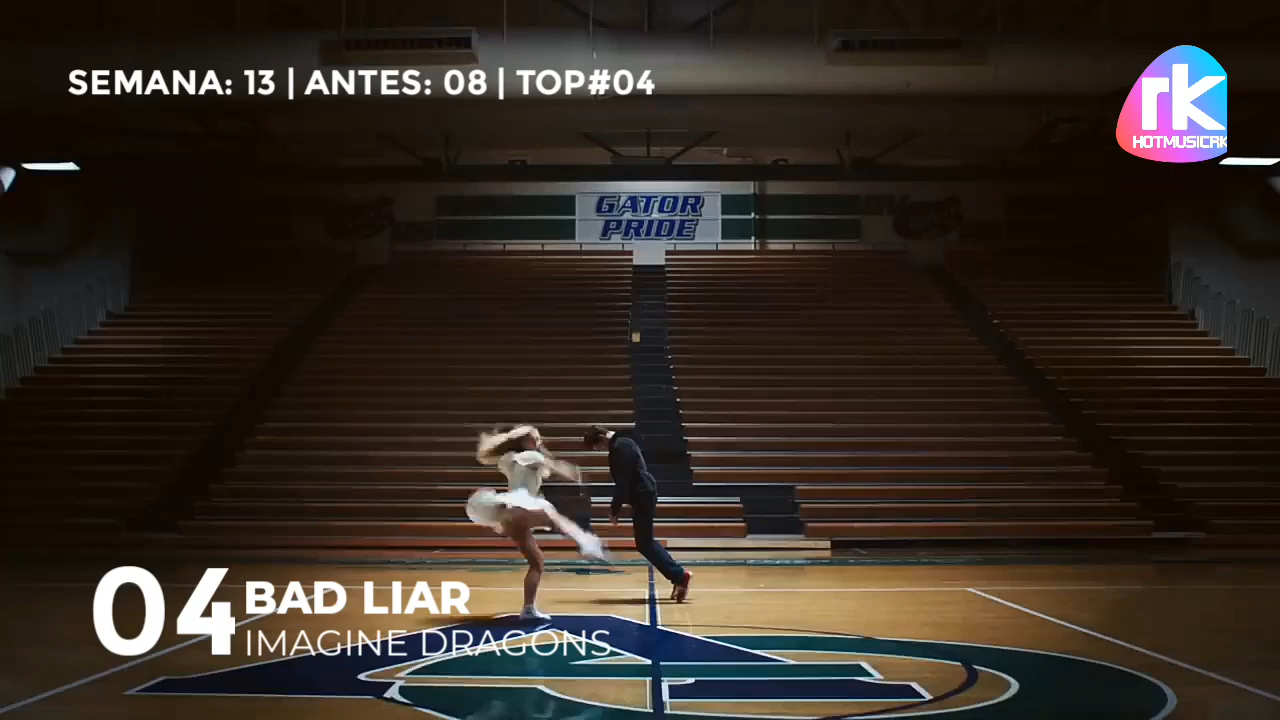 SEMANA: 13 | ANTES: 08 | TOP#04
rk
HOTMUSICRK
GATOR
PRIDE
04
BAD LIAR
IMAGINE DRAGONS